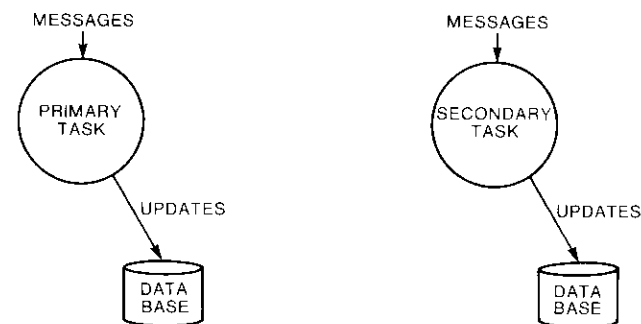 MESSAGES
PRIMARY
TASK
UPDATES
DATA
BASE
MESSAGES
SECONDARY
TASK
UPDATES
DATA
BASE